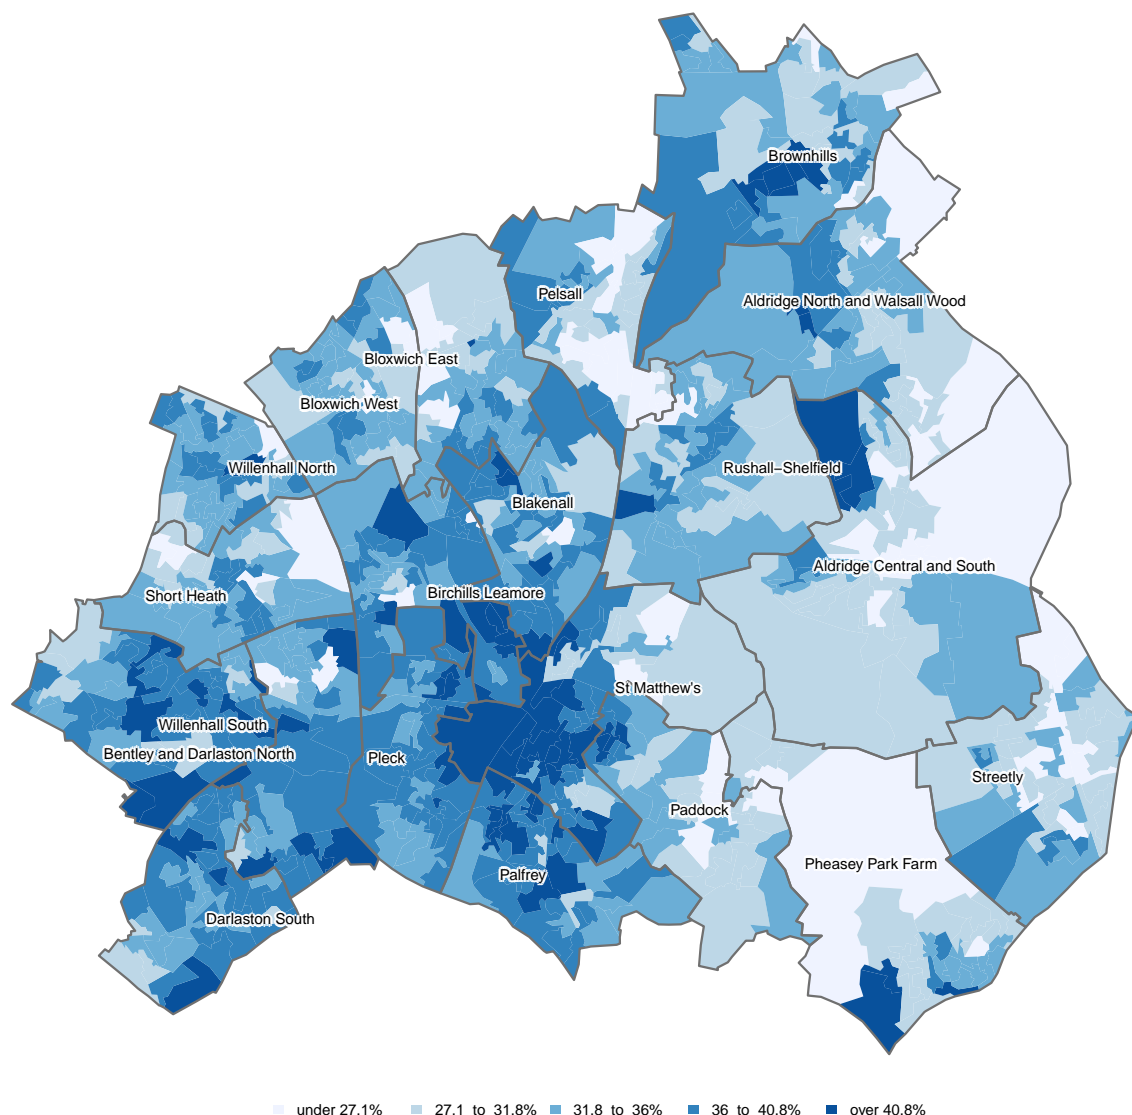 Brownhills
Pelsall
Aldridge North and Walsall Wood
Bloxwich East
Bloxwich West
Willenhall North
Rushall−Shelfield
Blakenall
Aldridge Central and South
Short Heath
Birchills Leamore
St Matthew's
Willenhall South
Bentley and Darlaston North
Pleck
Streetly
Paddock
Pheasey Park Farm
Palfrey
Darlaston South
under 27.1% 27.1 to 31.8% 31.8 to 36% 36 to 40.8% over 40.8%